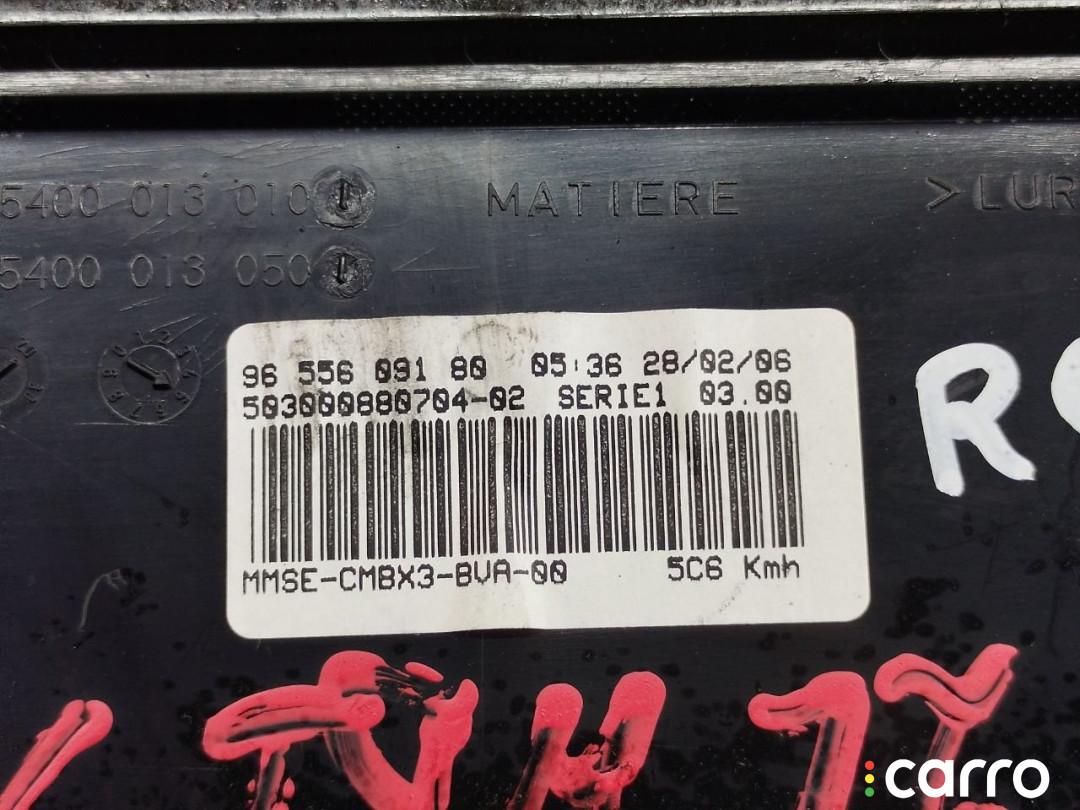 5400 013 010
MATIERE
>LUR
5400 013 050
96 556 091 80 05:36 28/02/06
503000880704-02 SERIE1 03.00
MMSE-CMBX3-BVA-00 5C6 Kmh
R
carro